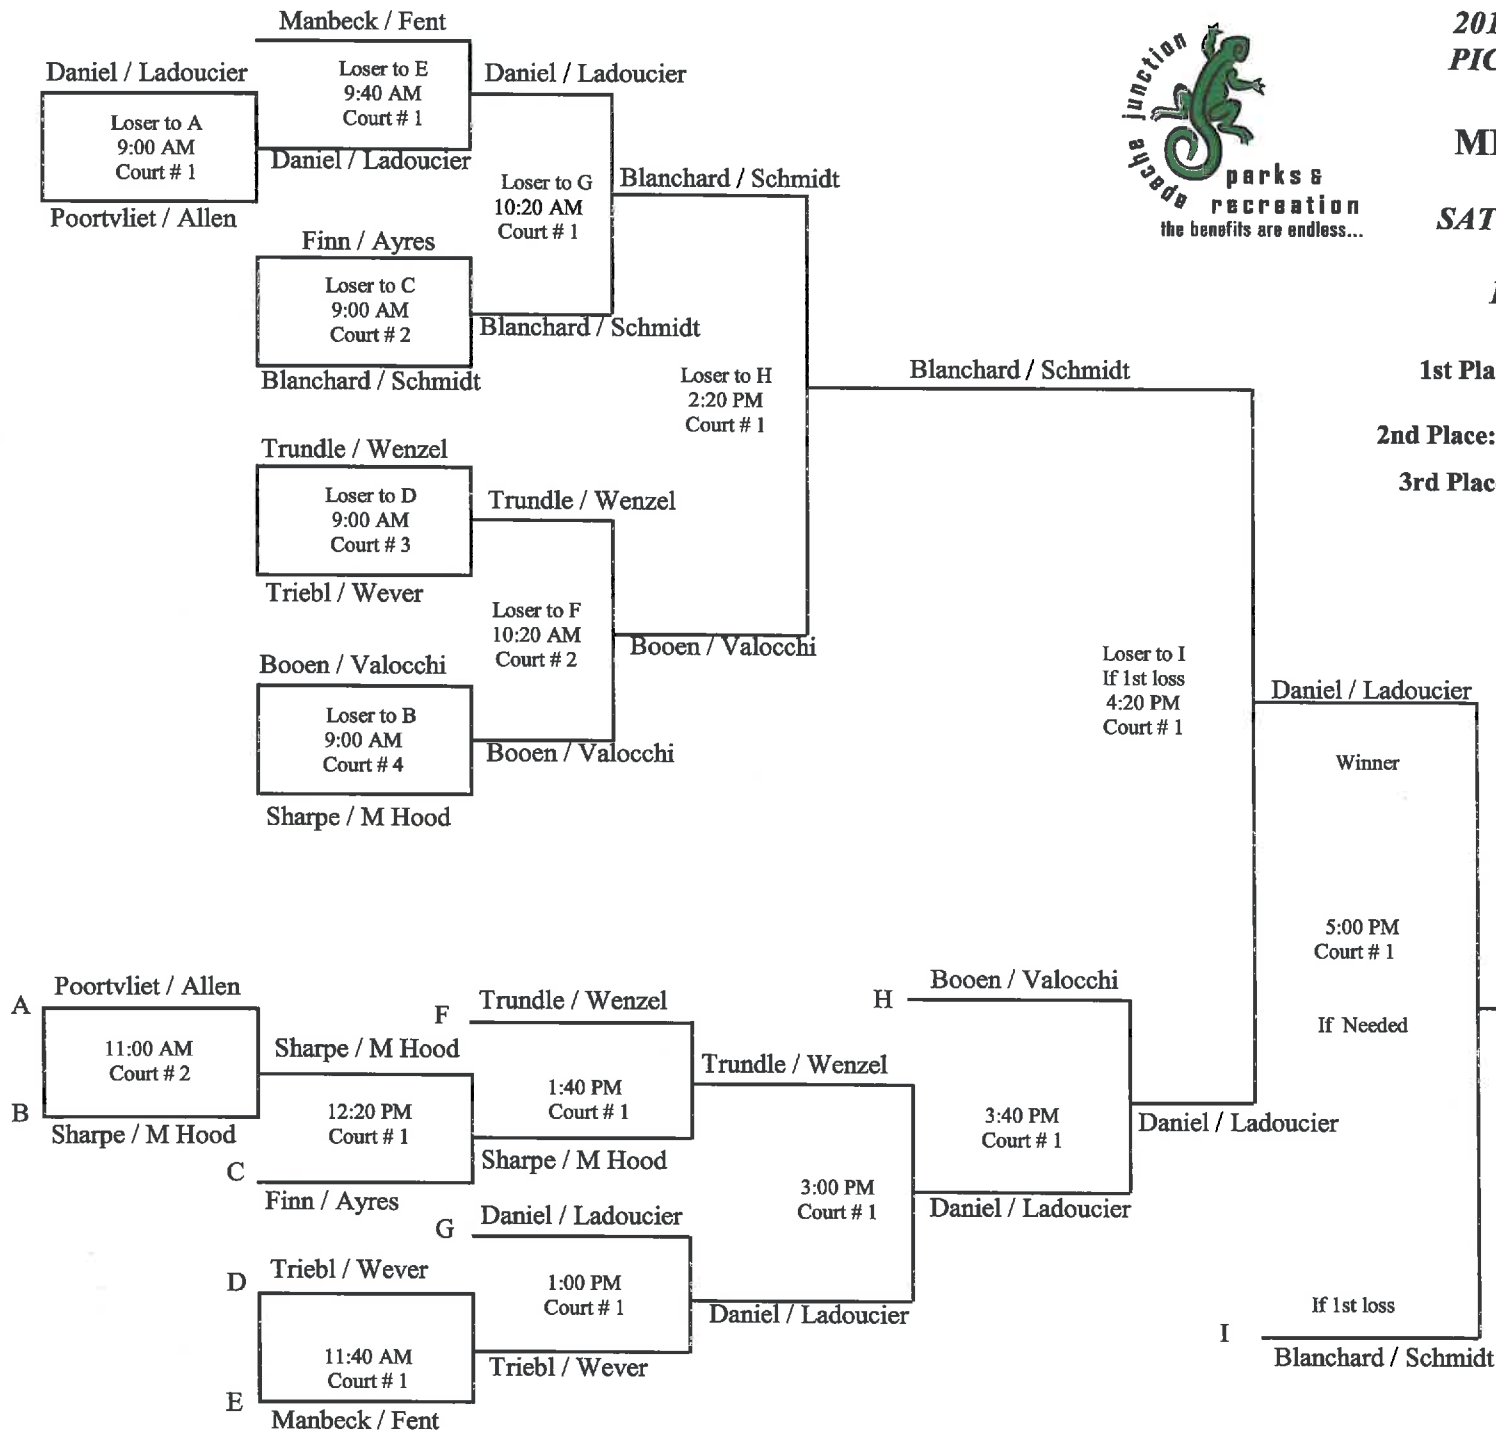 Manbeck / Fent
Daniel / Ladoucier
Loser to E
9:40 AM
Court # 1
Daniel / Ladoucier
Loser to A
9:00 AM
Court # 1
Daniel / Ladoucier
Poortvliet / Allen
Loser to G
10:20 AM
Court # 1
Blanchard / Schmidt
Finn / Ayres
Loser to C
9:00 AM
Court # 2
Blanchard / Schmidt
Blanchard / Schmidt
Loser to H
2:20 PM
Court # 1
Blanchard / Schmidt
Trundle / Wenzel
Loser to D
9:00 AM
Court # 3
Trundle / Wenzel
Triebl / Wever
Loser to F
10:20 AM
Court # 2
Booen / Valocchi
Booen / Valocchi
Loser to B
9:00 AM
Court # 4
Booen / Valocchi
Sharpe / M Hood
Loser to I
If 1st loss
4:20 PM
Court # 1
Daniel / Ladoucier
Winner
5:00 PM
Court # 1
If Needed
If 1st loss
I
Blanchard / Schmidt
apache junction
parks &
recreation
the benefits are endless...
201
PIC
SAT
1st Pla
2nd Place:
3rd Plac
A
Poortvliet / Allen
11:00 AM
Court # 2
B
Sharpe / M Hood
Sharpe / M Hood
12:20 PM
Court # 1
C
Finn / Ayres
F
Trundle / Wenzel
1:40 PM
Court # 1
Sharpe / M Hood
Trundle / Wenzel
G
Daniel / Ladoucier
1:00 PM
Court # 1
Triebl / Wever
D
Triebl / Wever
11:40 AM
Court # 1
E
Manbeck / Fent
3:00 PM
Court # 1
Daniel / Ladoucier
H
Booen / Valocchi
3:40 PM
Court # 1
Daniel / Ladoucier
Daniel / Ladoucier